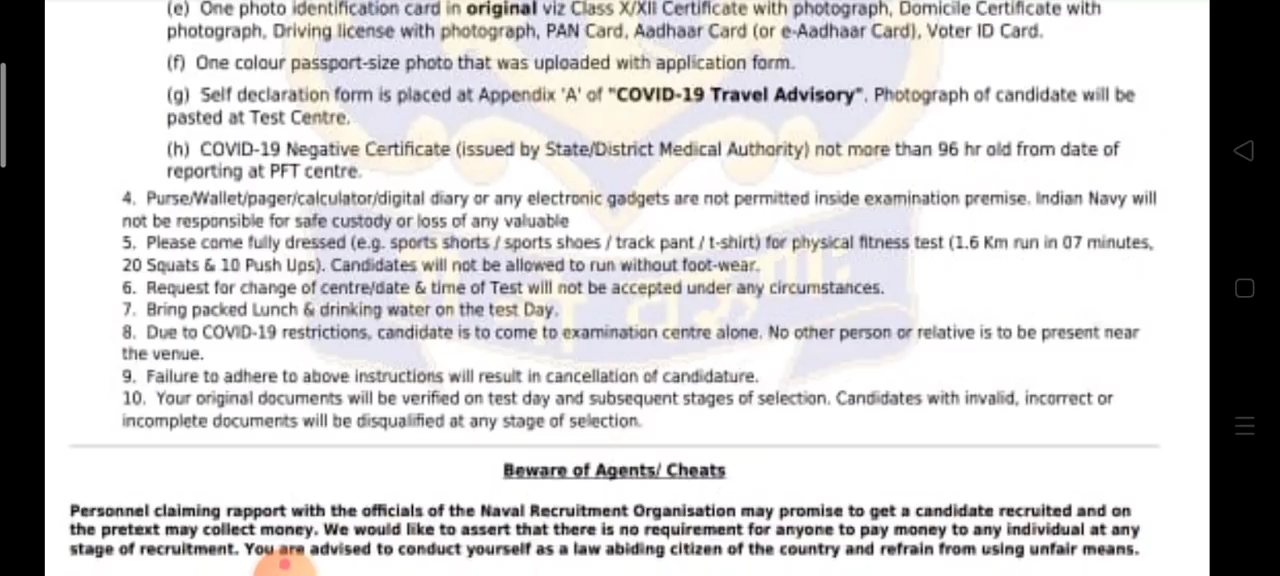 (e) One photo identification card in original viz Class X/XII Certificate with photograph, Domicile Certificate with
photograph, Driving license with photograph, PAN Card, Aadhaar Card (or e-Aadhaar Card), Voter ID Card.
(f) One colour passport-size photo that was uploaded with application form.
(g) Self declaration form is placed at Appendix 'A' of "COVID-19 Travel Advisory". Photograph of candidate will be
pasted at Test Centre.
(h) COVID-19 Negative Certificate (issued by State/District Medical Authority) not more than 96 hr old from date of
reporting at PFT centre.
4. Purse/Wallet/pager/calculator/digital diary or any electronic gadgets are not permitted inside examination premise. Indian Navy will
not be responsible for safe custody or loss of any valuable
5. Please come fully dressed (e.g. sports shorts / sports shoes / track pant / t-shirt) for physical fitness test (1.6 Km run in 07 minutes,
20 Squats & 10 Push Ups). Candidates will not be allowed to run without foot-wear.
6. Request for change of centre/date & time of Test will not be accepted under any circumstances.
7. Bring packed Lunch & drinking water on the test Day.
8. Due to COVID-19 restrictions, candidate is to come to examination centre alone. No other person or relative is to be present near
the venue.
9. Failure to adhere to above instructions will result in cancellation of candidature.
10. Your original documents will be verified on test day and subsequent stages of selection. Candidates with invalid, incorrect or
incomplete documents will be disqualified at any stage of selection.
Beware of Agents/ Cheats
Personnel claiming rapport with the officials of the Naval Recruitment Organisation may promise to get a candidate recruited and on
the pretext may collect money. We would like to assert that there is no requirement for anyone to pay money to any individual at any
stage of recruitment. You are advised to conduct yourself as a law abiding citizen of the country and refrain from using unfair means.